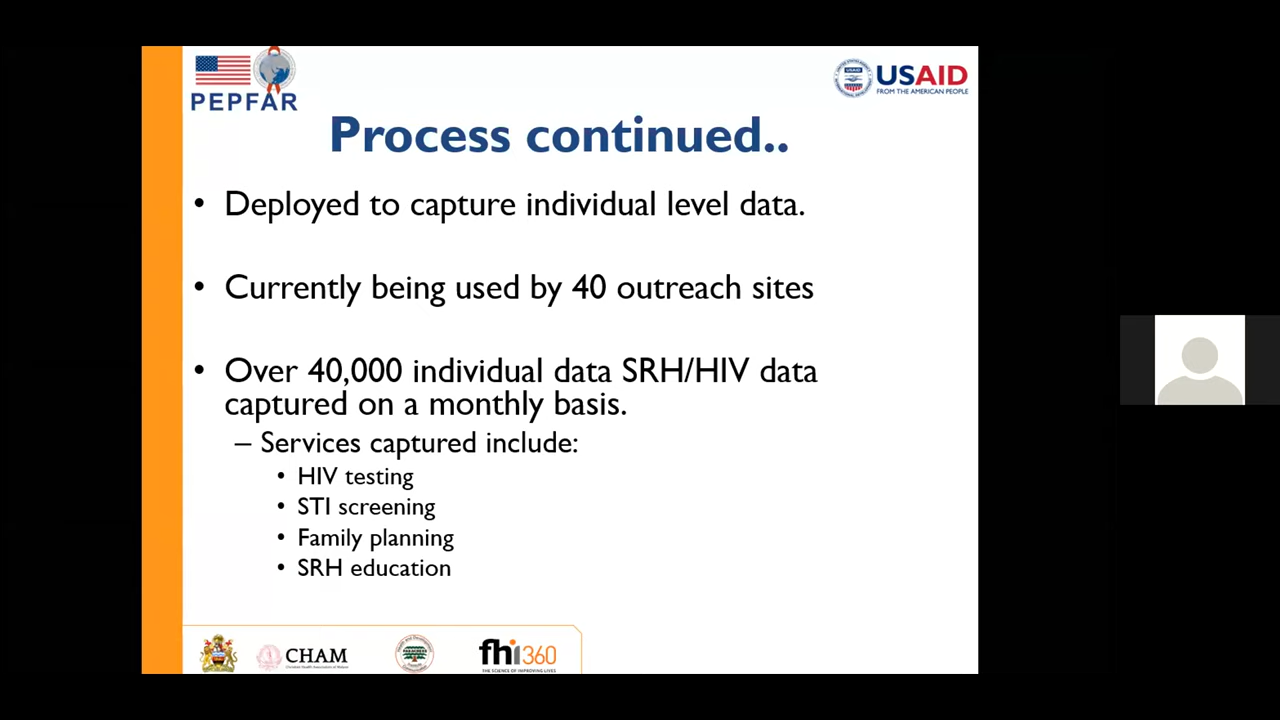 PEPFAR
USAID
FROM THE AMERICAN PEOPLE
Process continued..
• Deployed to capture individual level data.
• Currently being used by 40 outreach sites
• Over 40,000 individual data SRH/HIV data
captured on a monthly basis.
– Services captured include:
• HIV testing
• STI screening
• Family planning
• SRH education
CHAM
fhi360
THE SCIENCE OF IMPROVING LIVES